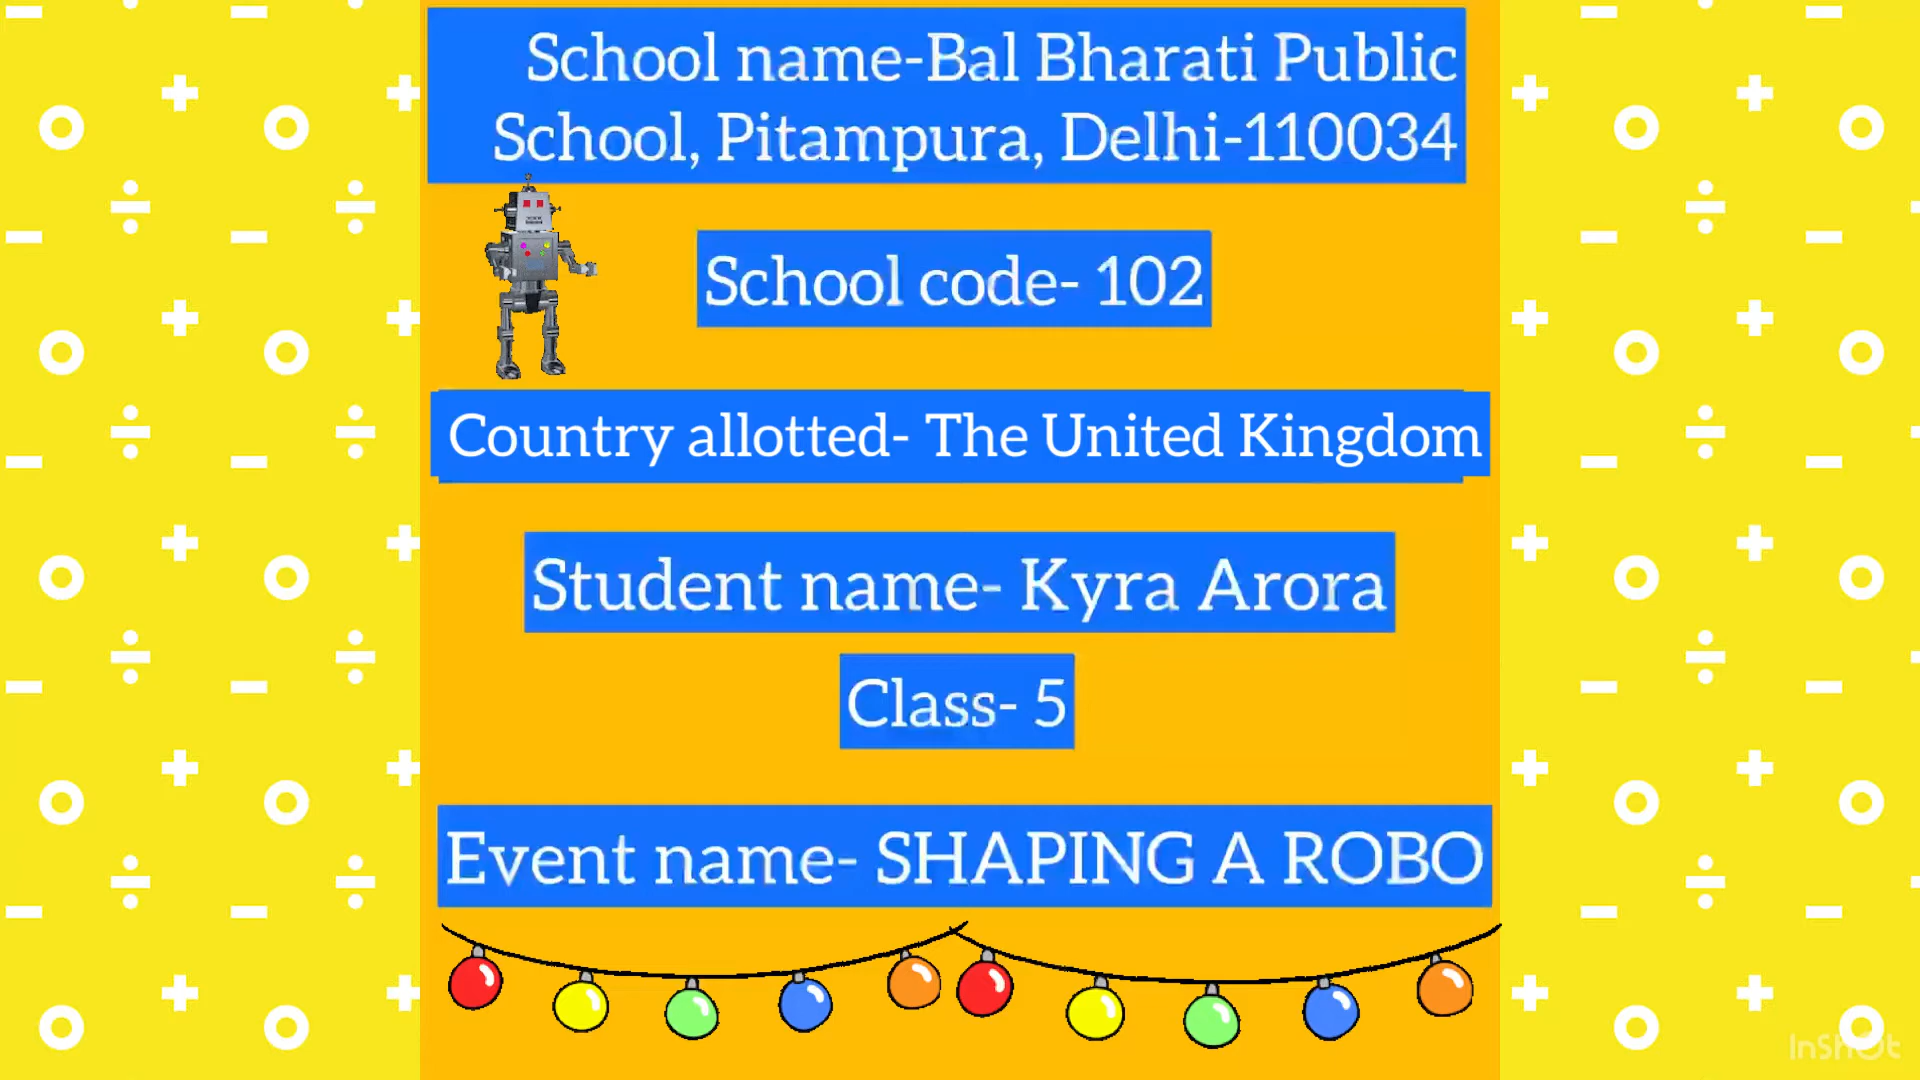 School name-Bal Bharati Public
School, Pitampura, Delhi-110034
School code- 102
Country allotted- The United Kingdom
Student name- Kyra Arora
Class- 5
Event name- SHAPING A ROBO
InShOt